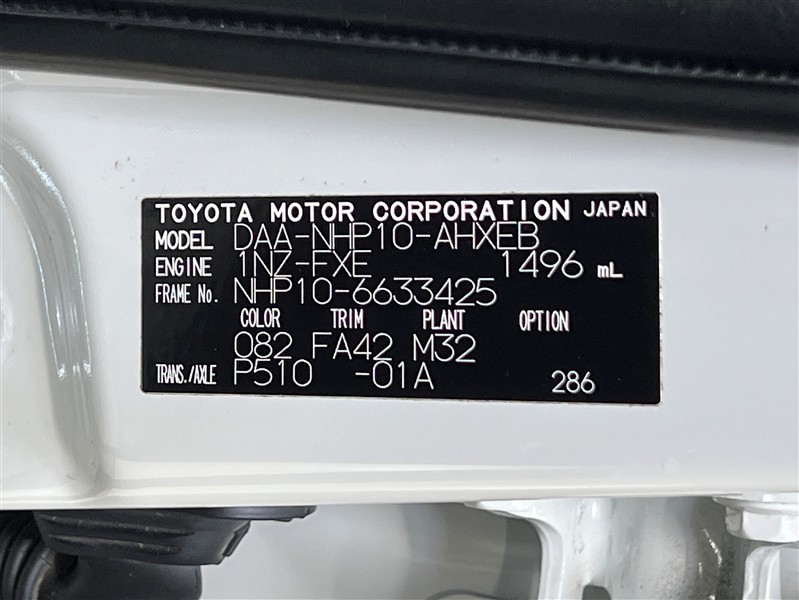 TOYOTA MOTOR CORPORATION JAPAN
MODEL DAA-NHP10-AHXEB
ENGINE 1NZ-FXE 1496 mL
FRAME No. NHP10-6633425
COLOR TRIM PLANT OPTION
082 FA42 M32
TRANS./AXLE P510 -01A 286